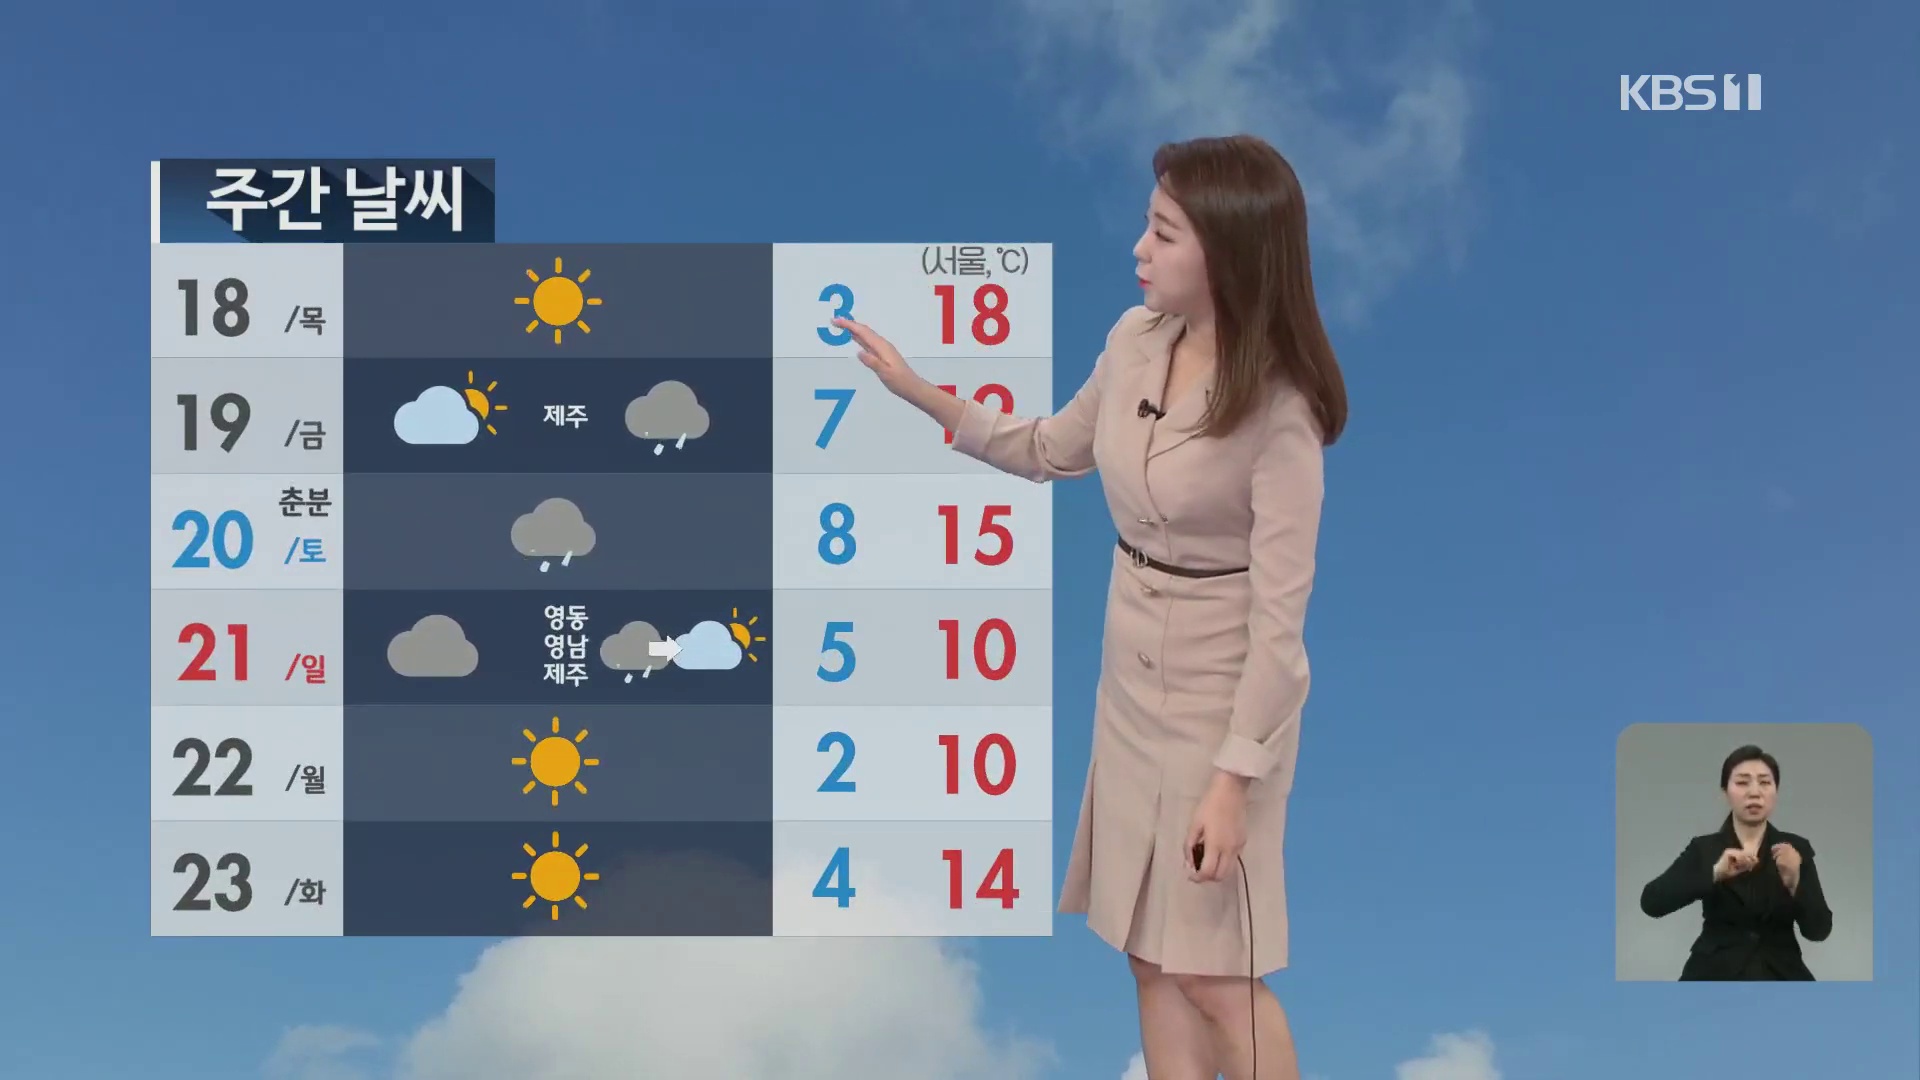 KBS 1
주간 날씨
(서울, ℃)
18 /목 3 18
19 /금 제주 7
20 춘분 /토 8 15
21 /일 영동 영남 제주 5 10
22 /월 2 10
23 /화 4 14